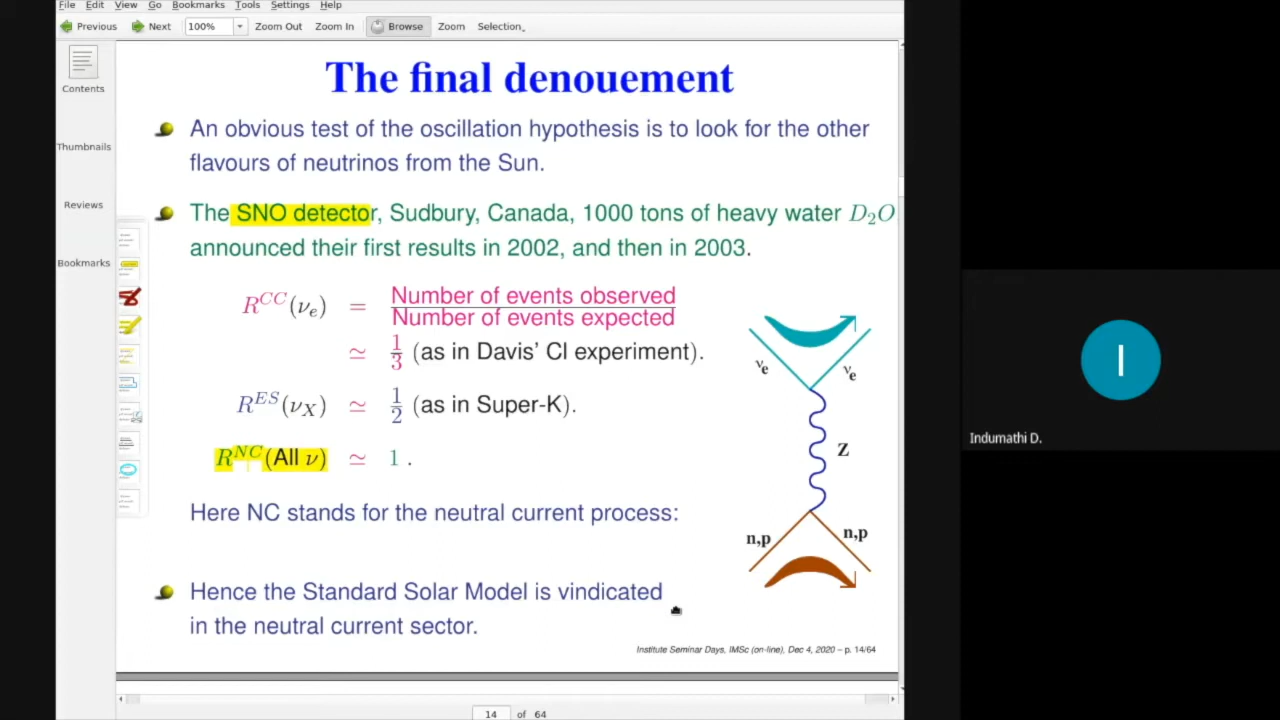 File Edit View Go Bookmarks Tools Settings Help
Previous Next 100% Zoom Out Zoom In Browse Zoom Selection
Contents
Thumbnails
Reviews
Bookmarks
The final denouement
An obvious test of the oscillation hypothesis is to look for the other
flavours of neutrinos from the Sun.
The SNO detector, Sudbury, Canada, 1000 tons of heavy water D₂O
announced their first results in 2002, and then in 2003.
R^CC(ν_e) = Number of events observed
Number of events expected
≃ 1/3 (as in Davis' Cl experiment).
R^ES(ν_X) ≃ 1/2 (as in Super-K).
R^NC(All ν) ≃ 1 .
Here NC stands for the neutral current process:
ν_e ν_e
Z
n,p n,p
Hence the Standard Solar Model is vindicated
in the neutral current sector.
Institute Seminar Days, IMSc (on-line), Dec 4, 2020 – p. 14/64
14 of 64
I
Indumathi D.